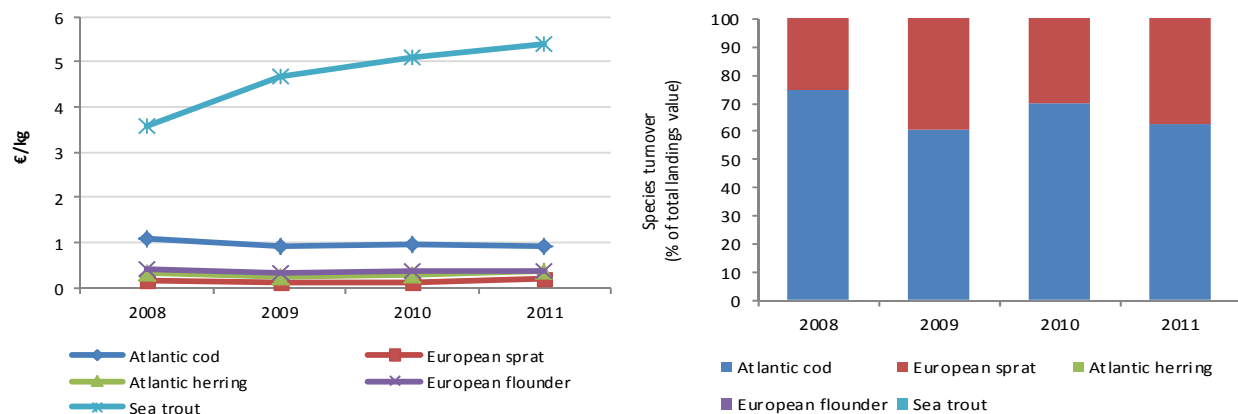 6
5
4
3
2
1
0
€/kg
2008 2009 2010 2011
Atlantic cod European sprat
Atlantic herring European flounder
Sea trout
100
90
80
70
60
50
40
30
20
10
0
Species turnover
(% of total landings value)
2008 2009 2010 2011
Atlantic cod European sprat Atlantic herring
European flounder Sea trout